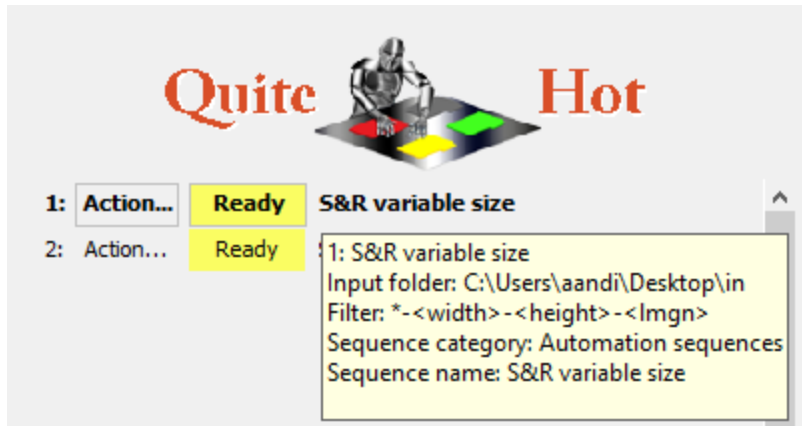 Quite Hot
1: Action... Ready S&R variable size
2: Action... Ready
1: S&R variable size
Input folder: C:\Users\aandi\Desktop\in
Filter: *-<width>-<height>-<lmgn>
Sequence category: Automation sequences
Sequence name: S&R variable size